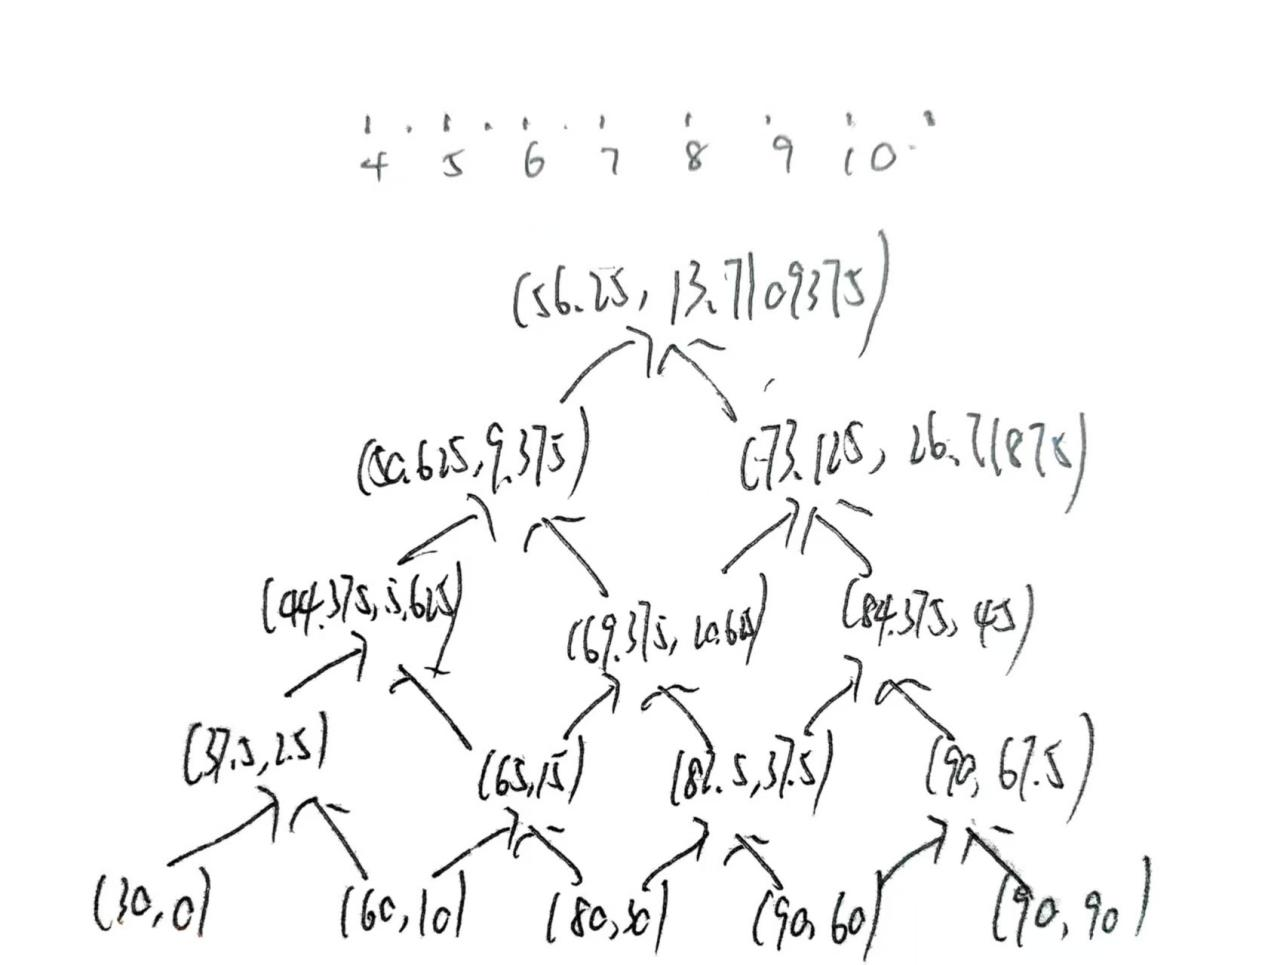 4 5 6 7 8 9 10
(56.25, 13.7109375)
(50.625, 9.375) (73.125, 26.71875)
(44.375, 5.625) (69.375, 20.625) (84.375, 45)
(37.5, 2.5) (65, 15) (82.5, 37.5) (90, 67.5)
(30, 0) (60, 10) (80, 30) (90, 60) (90, 90)